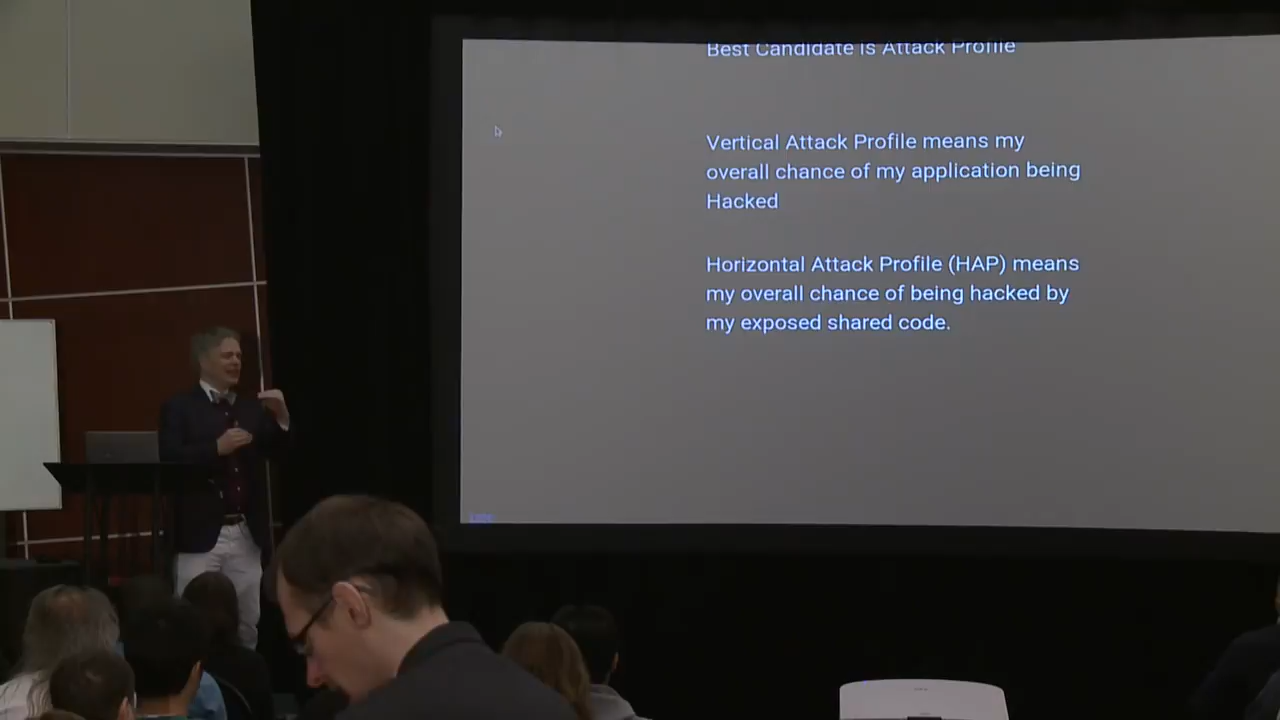 Best Candidate is Attack Profile
Vertical Attack Profile means my
overall chance of my application being
Hacked
Horizontal Attack Profile (HAP) means
my overall chance of being hacked by
my exposed shared code.